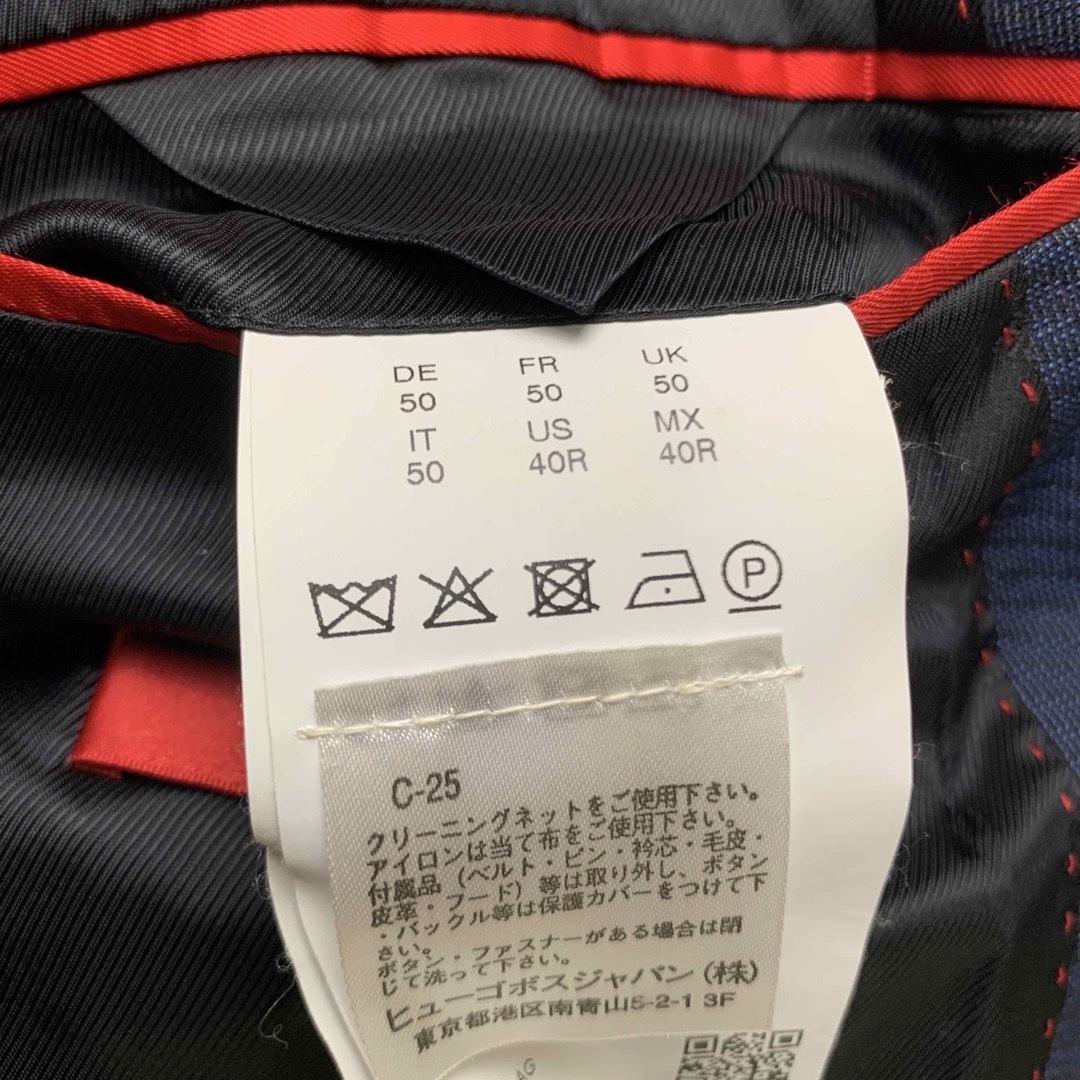 DE FR UK
50 50 50
IT US MX
50 40R 40R
P
C-25
クリーニングネットをご使用下さい。
アイロンは当て布をご使用下さい。
付属品(ベルト・ピン・衿芯・毛皮・
皮革・フード)等は取り外し、ボタン
・バックル等は保護カバーをつけて下
さい。
ボタン・ファスナーがある場合は閉
じて洗って下さい。
ヒューゴボスジャパン(株)
東京都港区南青山5-2-1 3F
AG